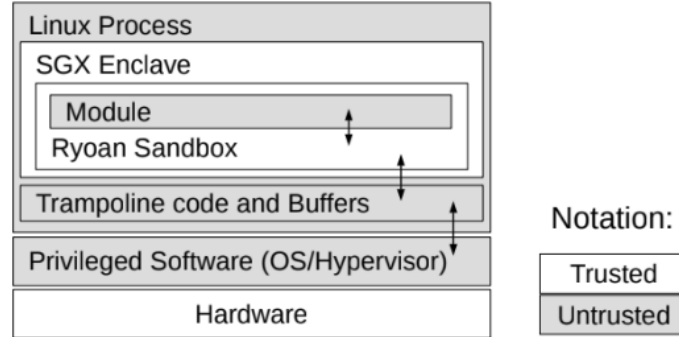 Linux Process
SGX Enclave
Module
Ryoan Sandbox
Trampoline code and Buffers
Privileged Software (OS/Hypervisor)
Hardware
Notation:
Trusted
Untrusted